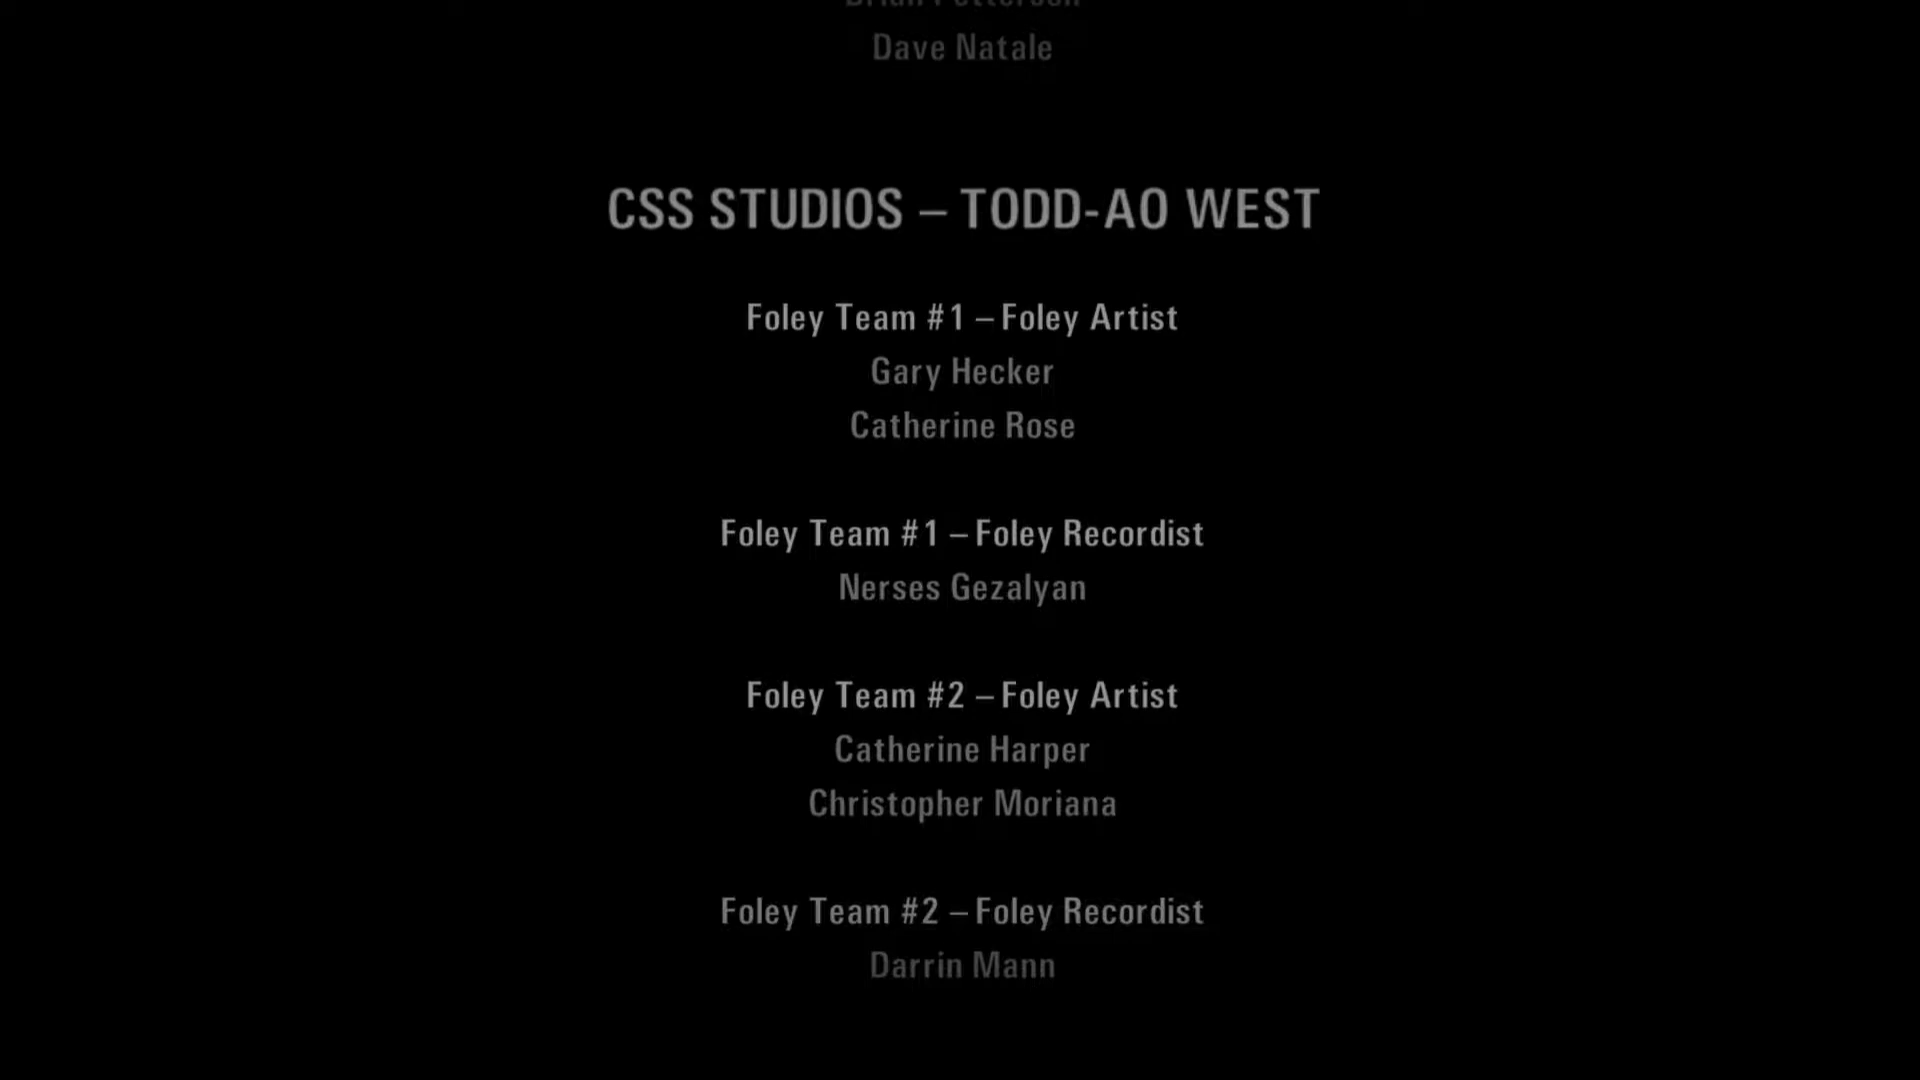 Dave Natale
CSS STUDIOS – TODD-AO WEST
Foley Team #1 – Foley Artist
Gary Hecker
Catherine Rose
Foley Team #1 – Foley Recordist
Nerses Gezalyan
Foley Team #2 – Foley Artist
Catherine Harper
Christopher Moriana
Foley Team #2 – Foley Recordist
Darrin Mann